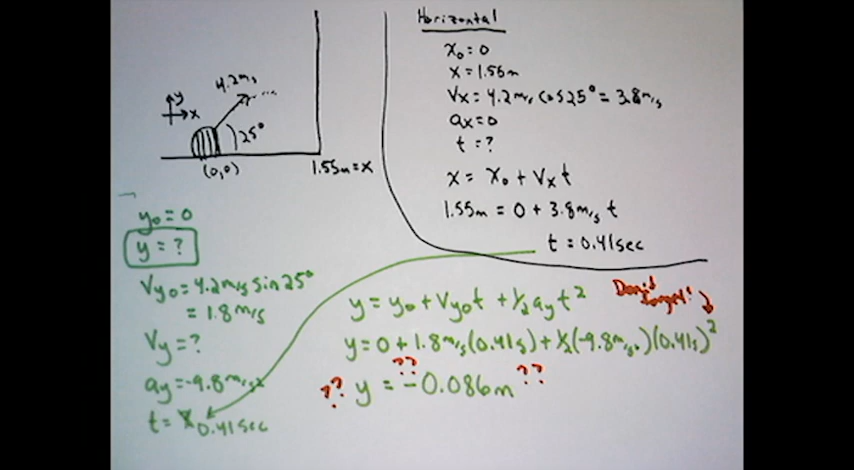 Horizontal
x₀ = 0
x = 1.55m
Vx = 4.2m/s cos25° = 3.8m/s
ax = 0
t = ?
x = x₀ + Vxt
1.55m = 0 + 3.8m/s t
t = 0.41sec
4.2m/s
y
x
25°
(0,0)
1.55m = x
y₀ = 0
y = ?
Vy₀ = 4.2m/s sin25°
= 1.8m/s
Vy = ?
ay = -9.8m/s²
t = 0.41sec
Don't forget!
y = y₀ + Vy₀t + 1/2 ayt²
y = 0 + 1.8m/s(0.41s) + 1/2(-9.8m/s²)(0.41s)²
?? y = -0.086m ??
??